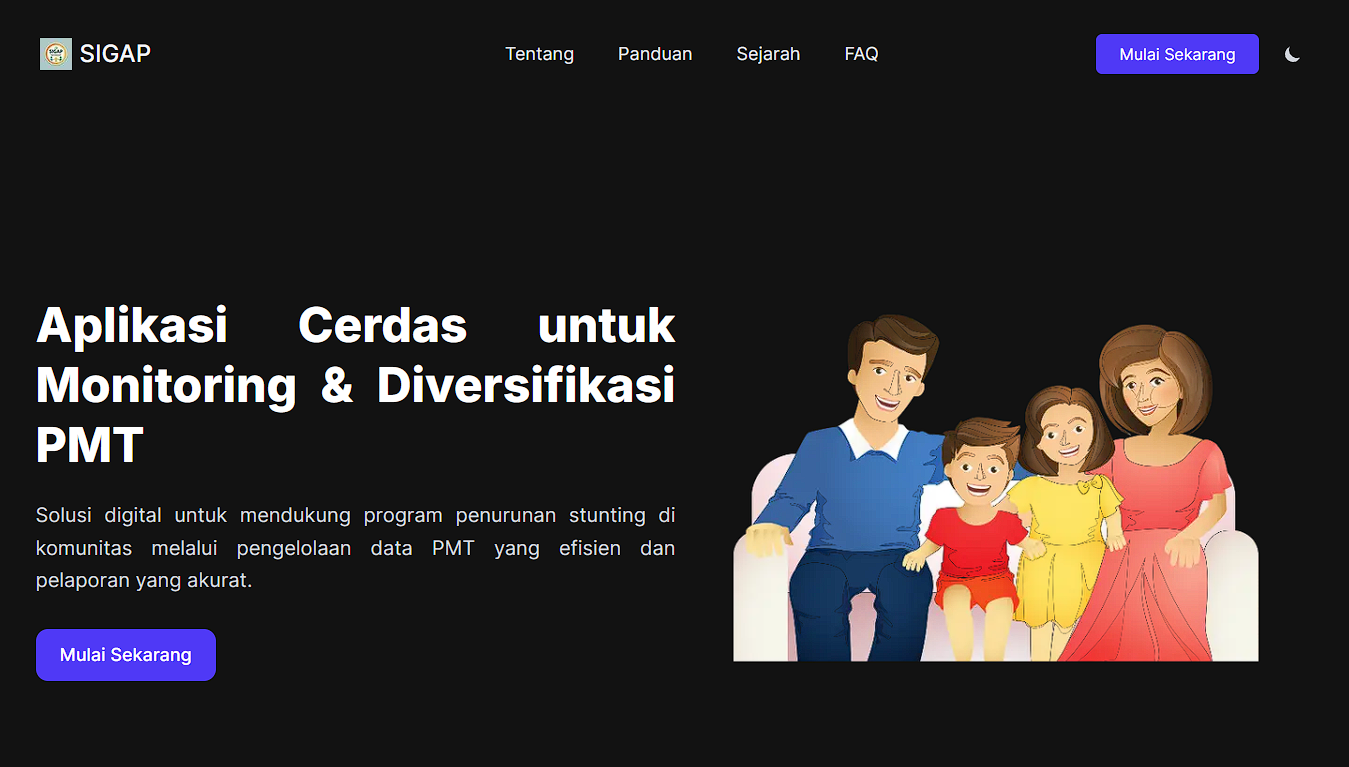 SIGAP
SIGAP
Tentang
Panduan
Sejarah
FAQ
Mulai Sekarang
Aplikasi Cerdas untuk
Monitoring & Diversifikasi
PMT
Solusi digital untuk mendukung program penurunan stunting di
komunitas melalui pengelolaan data PMT yang efisien dan
pelaporan yang akurat.
Mulai Sekarang